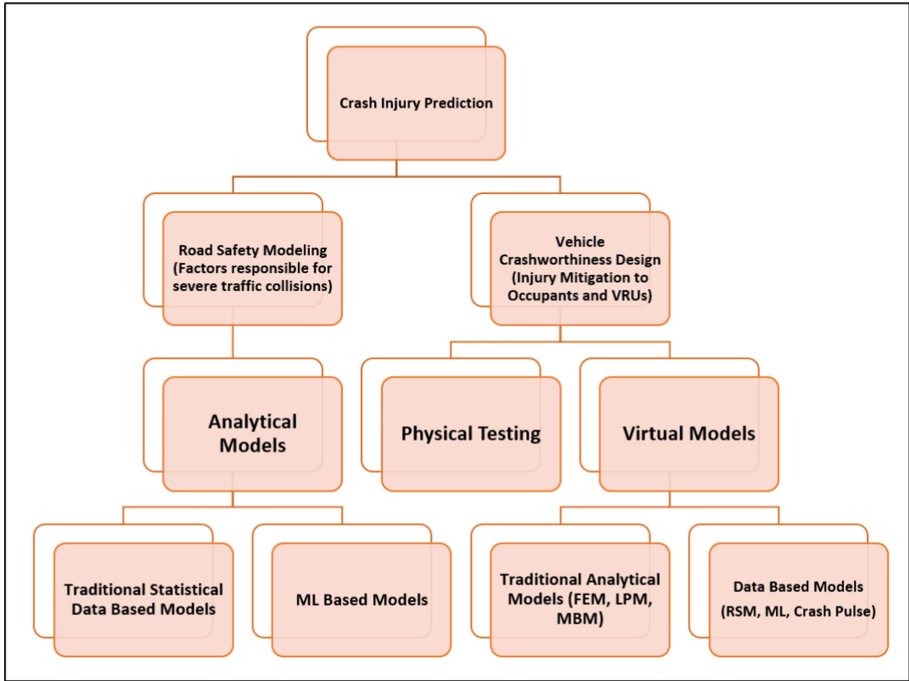 Crash Injury Prediction
Road Safety Modeling
(Factors responsible for
severe traffic collisions)
Vehicle
Crashworthiness Design
(Injury Mitigation to
Occupants and VRUs)
Analytical
Models
Physical Testing
Virtual Models
Traditional Statistical
Data Based Models
ML Based Models
Traditional Analytical
Models (FEM, LPM,
MBM)
Data Based Models
(RSM, ML, Crash Pulse)